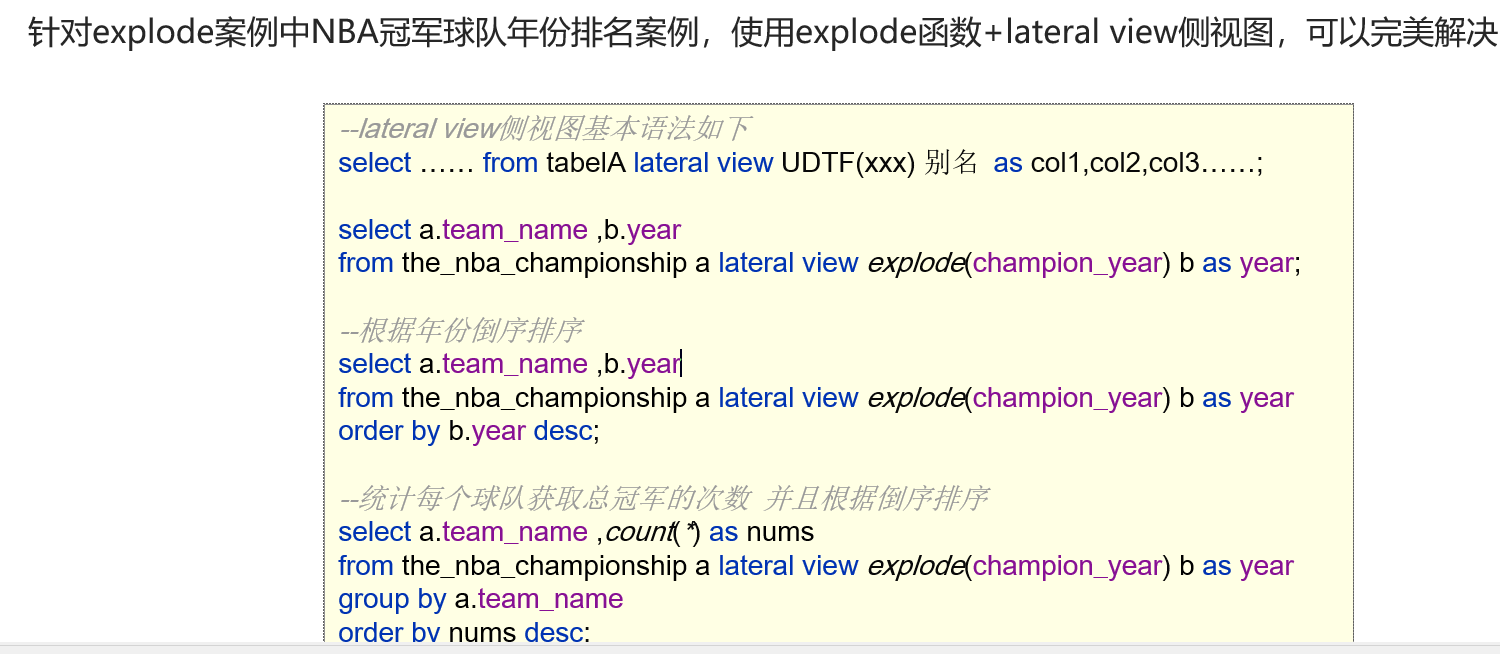 针对explode案例中NBA冠军球队年份排名案例，使用explode函数+lateral view侧视图，可以完美解决
--lateral view侧视图基本语法如下
select …… from tabelA lateral view UDTF(xxx) 别名 as col1,col2,col3……;
select a.team_name ,b.year
from the_nba_championship a lateral view explode(champion_year) b as year;
--根据年份倒序排序
select a.team_name ,b.year
from the_nba_championship a lateral view explode(champion_year) b as year
order by b.year desc;
--统计每个球队获取总冠军的次数 并且根据倒序排序
select a.team_name ,count(*) as nums
from the_nba_championship a lateral view explode(champion_year) b as year
group by a.team_name
order by nums desc;